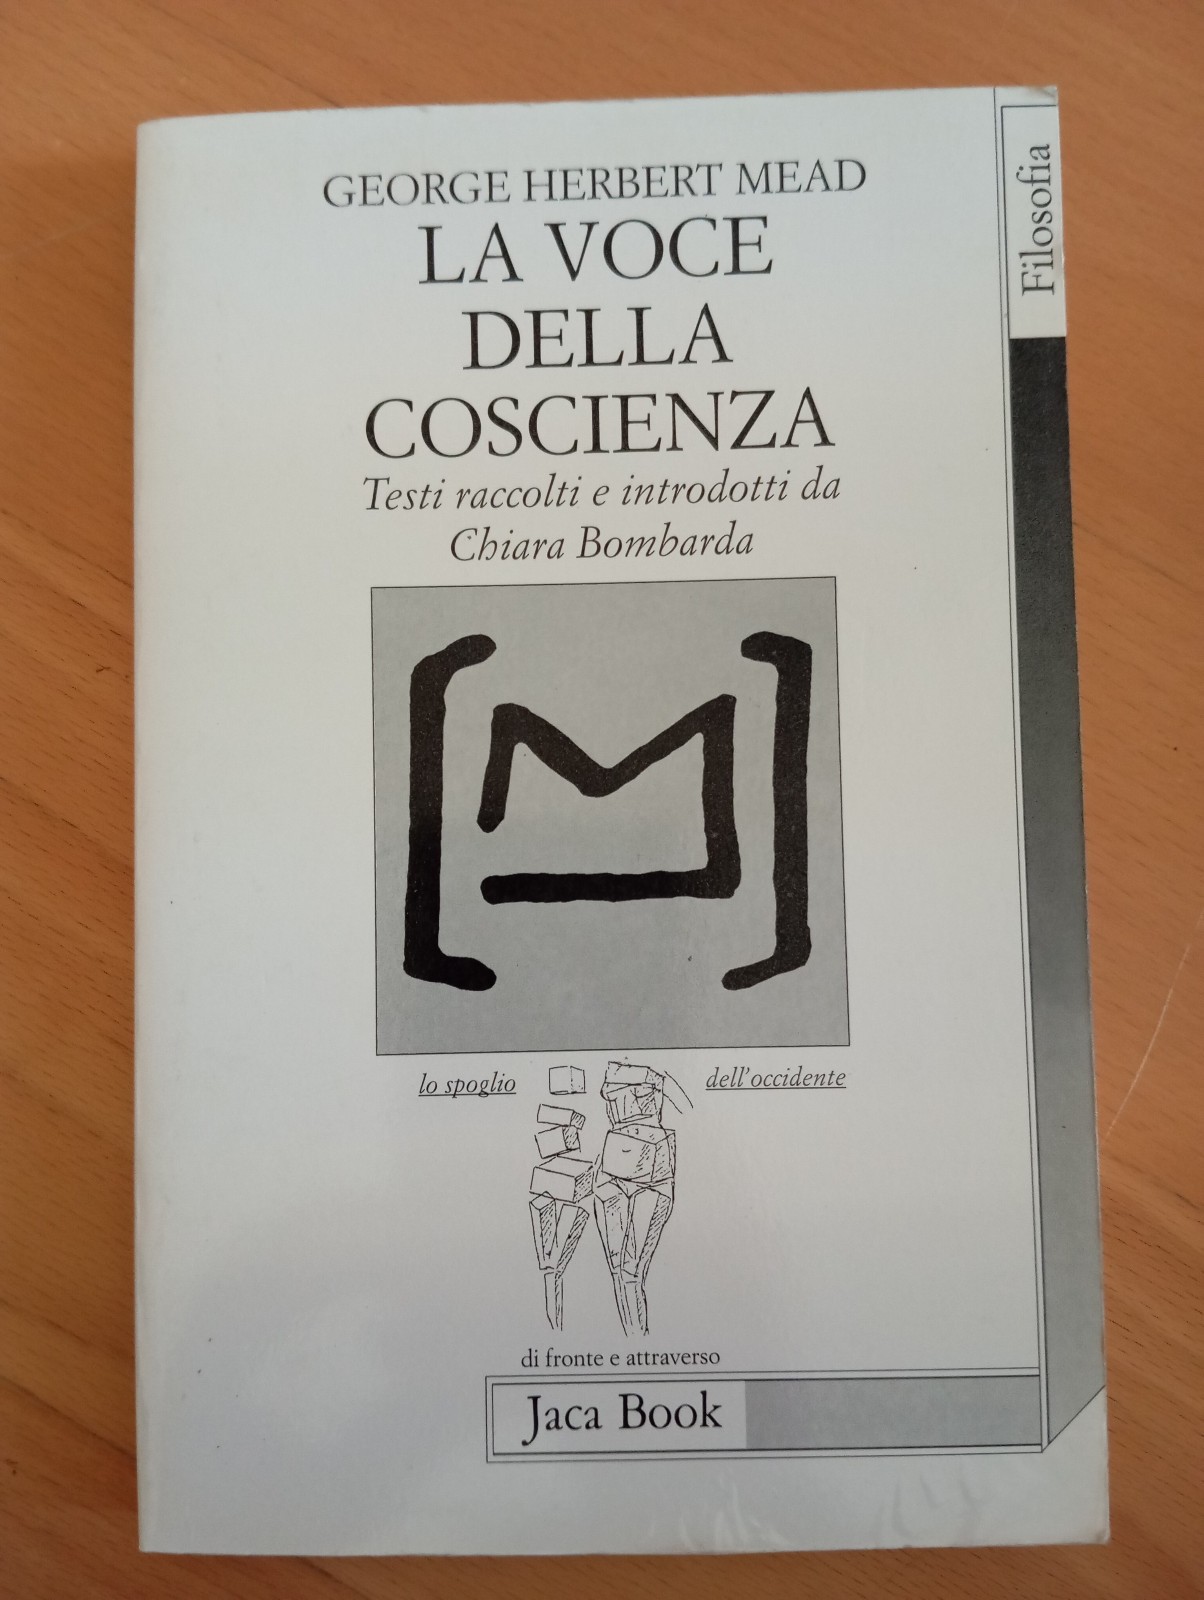 GEORGE HERBERT MEAD
LA VOCE
DELLA
COSCIENZA
Testi raccolti e introdotti da
Chiara Bombarda
Filosofia
[M]
lo spoglio
dell'occidente
di fronte e attraverso
Jaca Book